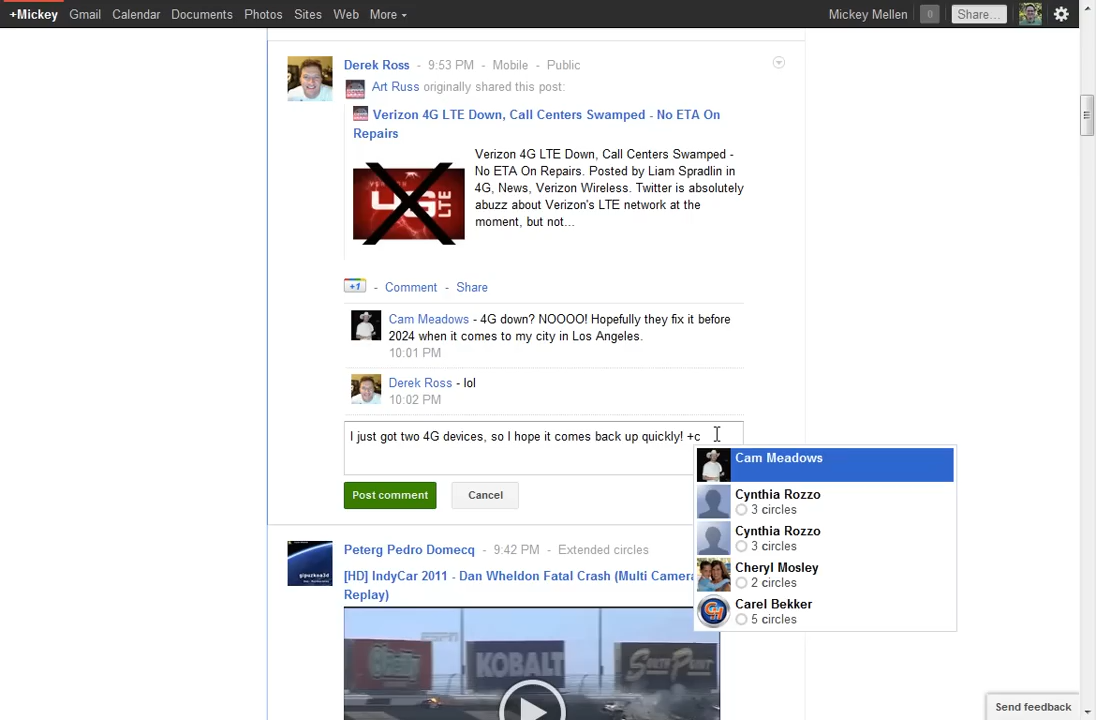 +Mickey Gmail Calendar Documents Photos Sites Web More
Mickey Mellen 0 Share...
Derek Ross - 9:53 PM - Mobile - Public
Art Russ originally shared this post:
Verizon 4G LTE Down, Call Centers Swamped - No ETA On
Repairs
Verizon 4G LTE Down, Call Centers Swamped -
No ETA On Repairs. Posted by Liam Spradlin in
4G, News, Verizon Wireless. Twitter is absolutely
abuzz about Verizon's LTE network at the
moment, but not...
4G LTE
+1 - Comment - Share
Cam Meadows - 4G down? NOOOO! Hopefully they fix it before
2024 when it comes to my city in Los Angeles.
10:01 PM
Derek Ross - lol
10:02 PM
I just got two 4G devices, so I hope it comes back up quickly! +c
Cam Meadows
Cynthia Rozzo
3 circles
Cynthia Rozzo
3 circles
Cheryl Mosley
2 circles
Carel Bekker
5 circles
Post comment Cancel
Peterg Pedro Domecq - 9:42 PM - Extended circles
[HD] IndyCar 2011 - Dan Wheldon Fatal Crash (Multi Camera
Replay)
gipuzkoa3d
ESPN
KOBALT
SOUTH POINT
Send feedback